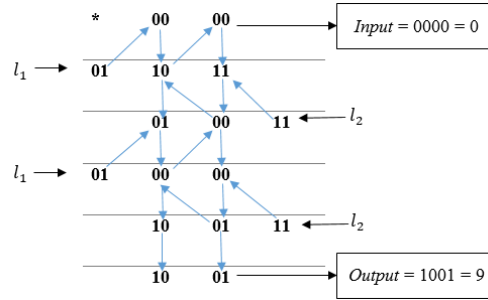 * 00 00 Input = 0000 = 0
l₁ 01 10 11
01 00 11 l₂
l₁ 01 00 00
10 01 11 l₂
10 01 Output = 1001 = 9